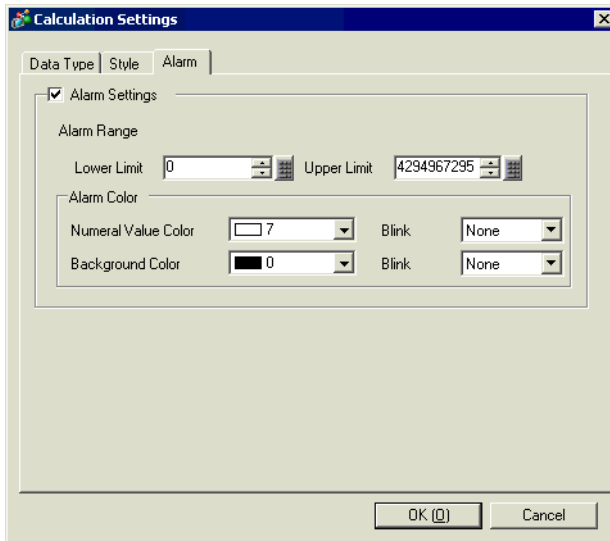 Calculation Settings
Data Type Style Alarm
Alarm Settings
Alarm Range
Lower Limit 0 Upper Limit 4294967295
Alarm Color
Numeral Value Color 7 Blink None
Background Color 0 Blink None
OK (O) Cancel